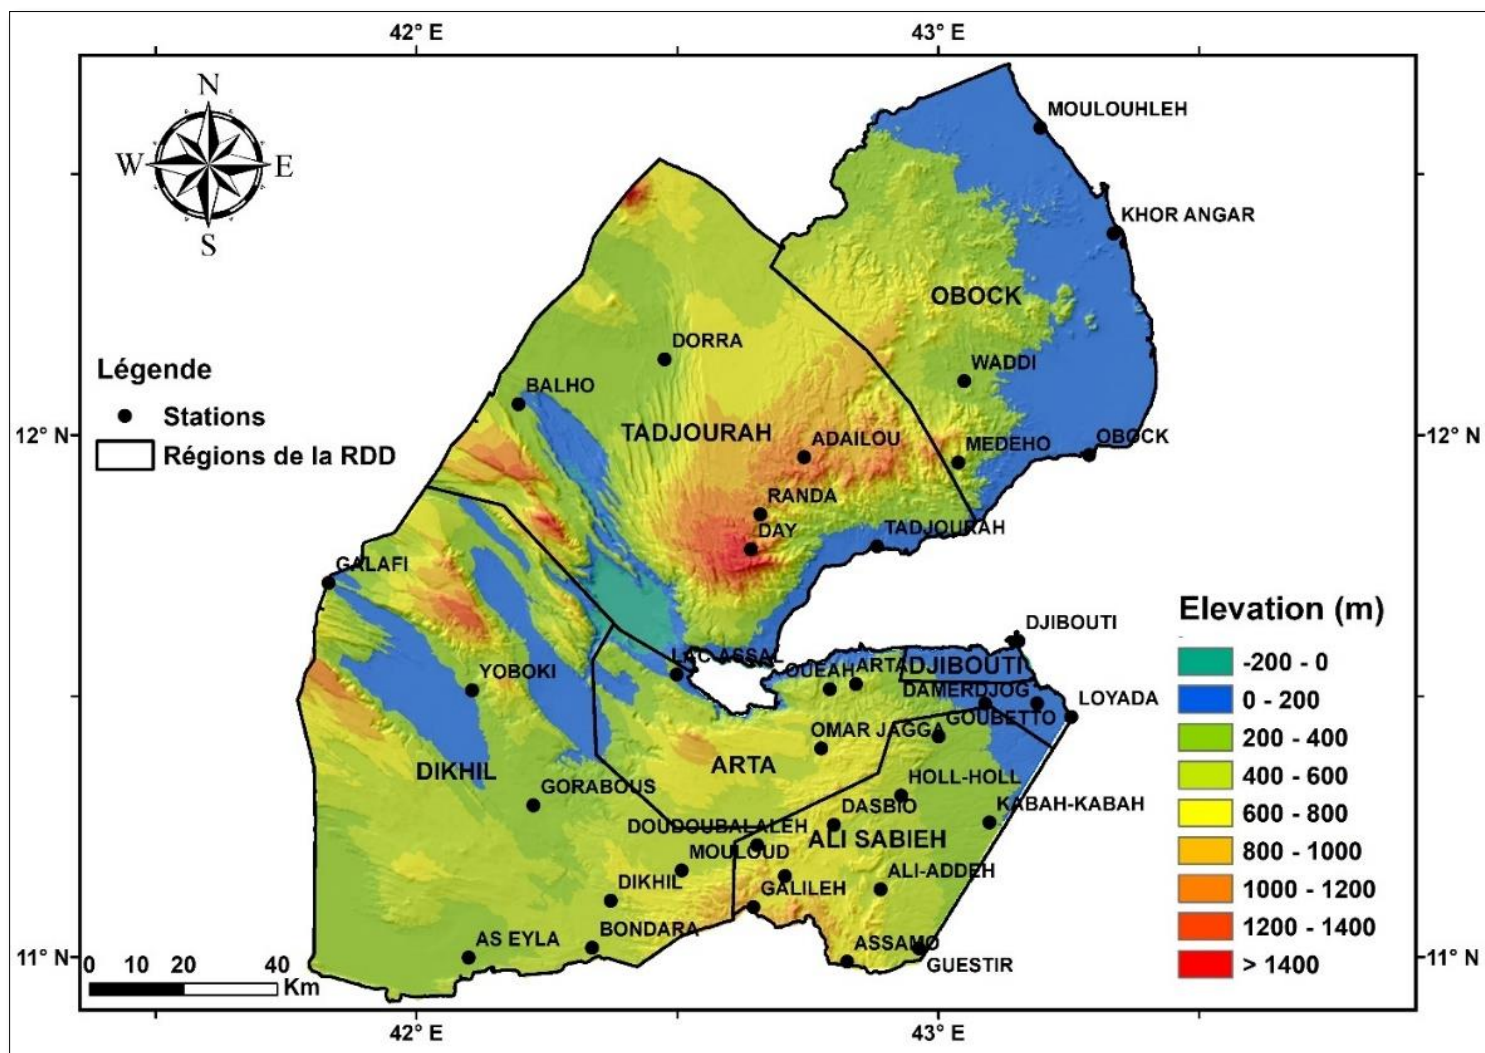 42° E
43° E
N
W
E
S
MOULOUHLEH
KHOR ANGAR
OBOCK
DORRA
WADDI
Légende
BALHO
Stations
TADJOURAH
ADAILOU
MEDEHO
OBOCK
12° N
12° N
Régions de la RDD
RANDA
DAY
TADJOURAH
GALAFI
Elevation (m)
DJIBOUTI
-200 - 0
LAC ASSAL
OUEAH
ARTA
DJIBOUTI
YOBOKI
DAMERDJOG
LOYADA
0 - 200
GOUBETTO
OMAR JAGGA
200 - 400
DIKHIL
ARTA
HOLL-HOLL
400 - 600
GORABOUS
DASBIO
KABAH-KABAH
600 - 800
DOUDOUBALALEH
ALI SABIEH
MOULOUD
800 - 1000
ALI-ADDEH
DIKHIL
GALILEH
1000 - 1200
BONDARA
1200 - 1400
AS EYLA
ASSAMO
11° N
11° N
GUESTIR
> 1400
0 10 20 40
Km
42° E
43° E